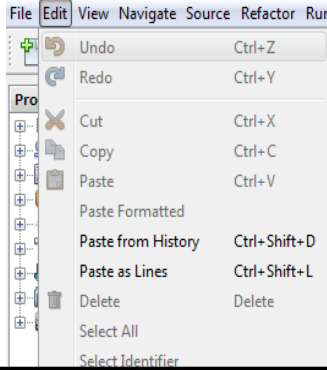 File Edit View Navigate Source Refactor Run
Undo Ctrl+Z
Redo Ctrl+Y
Pro
Cut Ctrl+X
Copy Ctrl+C
Paste Ctrl+V
Paste Formatted
Paste from History Ctrl+Shift+D
Paste as Lines Ctrl+Shift+L
Delete Delete
Select All
Select Identifier